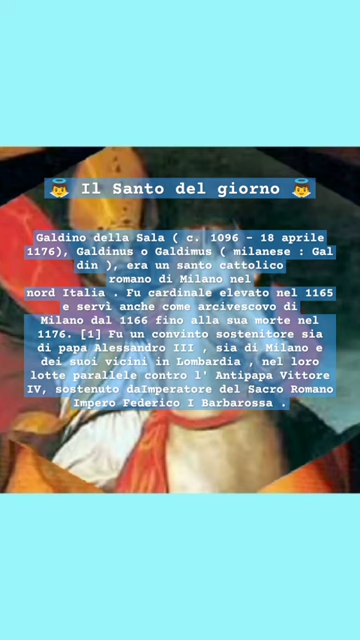 👼 Il Santo del giorno 👼
Galdino della Sala ( c. 1096 – 18 aprile
1176), Galdinus o Galdimus ( milanese : Gal
din ), era un santo cattolico
romano di Milano nel
nord Italia . Fu cardinale elevato nel 1165
e servì anche come arcivescovo di
Milano dal 1166 fino alla sua morte nel
1176. [1] Fu un convinto sostenitore sia
di papa Alessandro III , sia di Milano e
dei suoi vicini in Lombardia , nel loro
lotte parallele contro l' Antipapa Vittore
IV, sostenuto daImperatore del Sacro Romano
Impero Federico I Barbarossa .